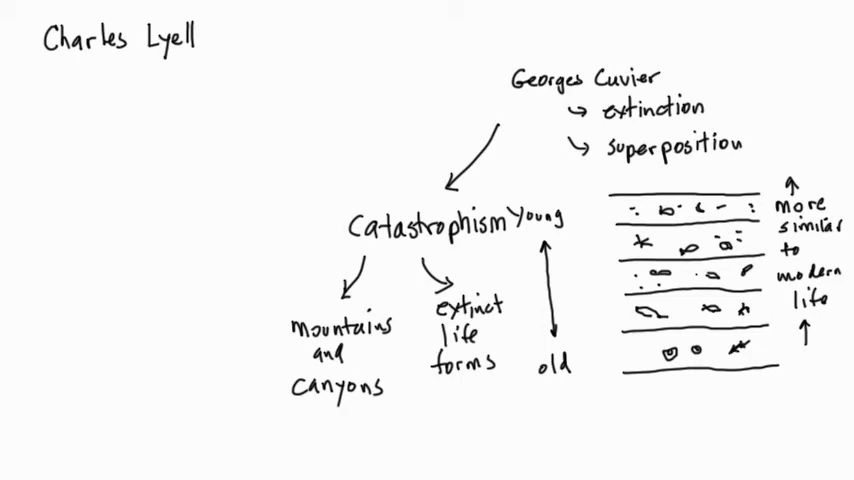 Charles Lyell
Georges Cuvier
extinction
superposition
Catastrophism
mountains
and
canyons
extinct
life
forms
Young
old
more
similar
to
modern
life